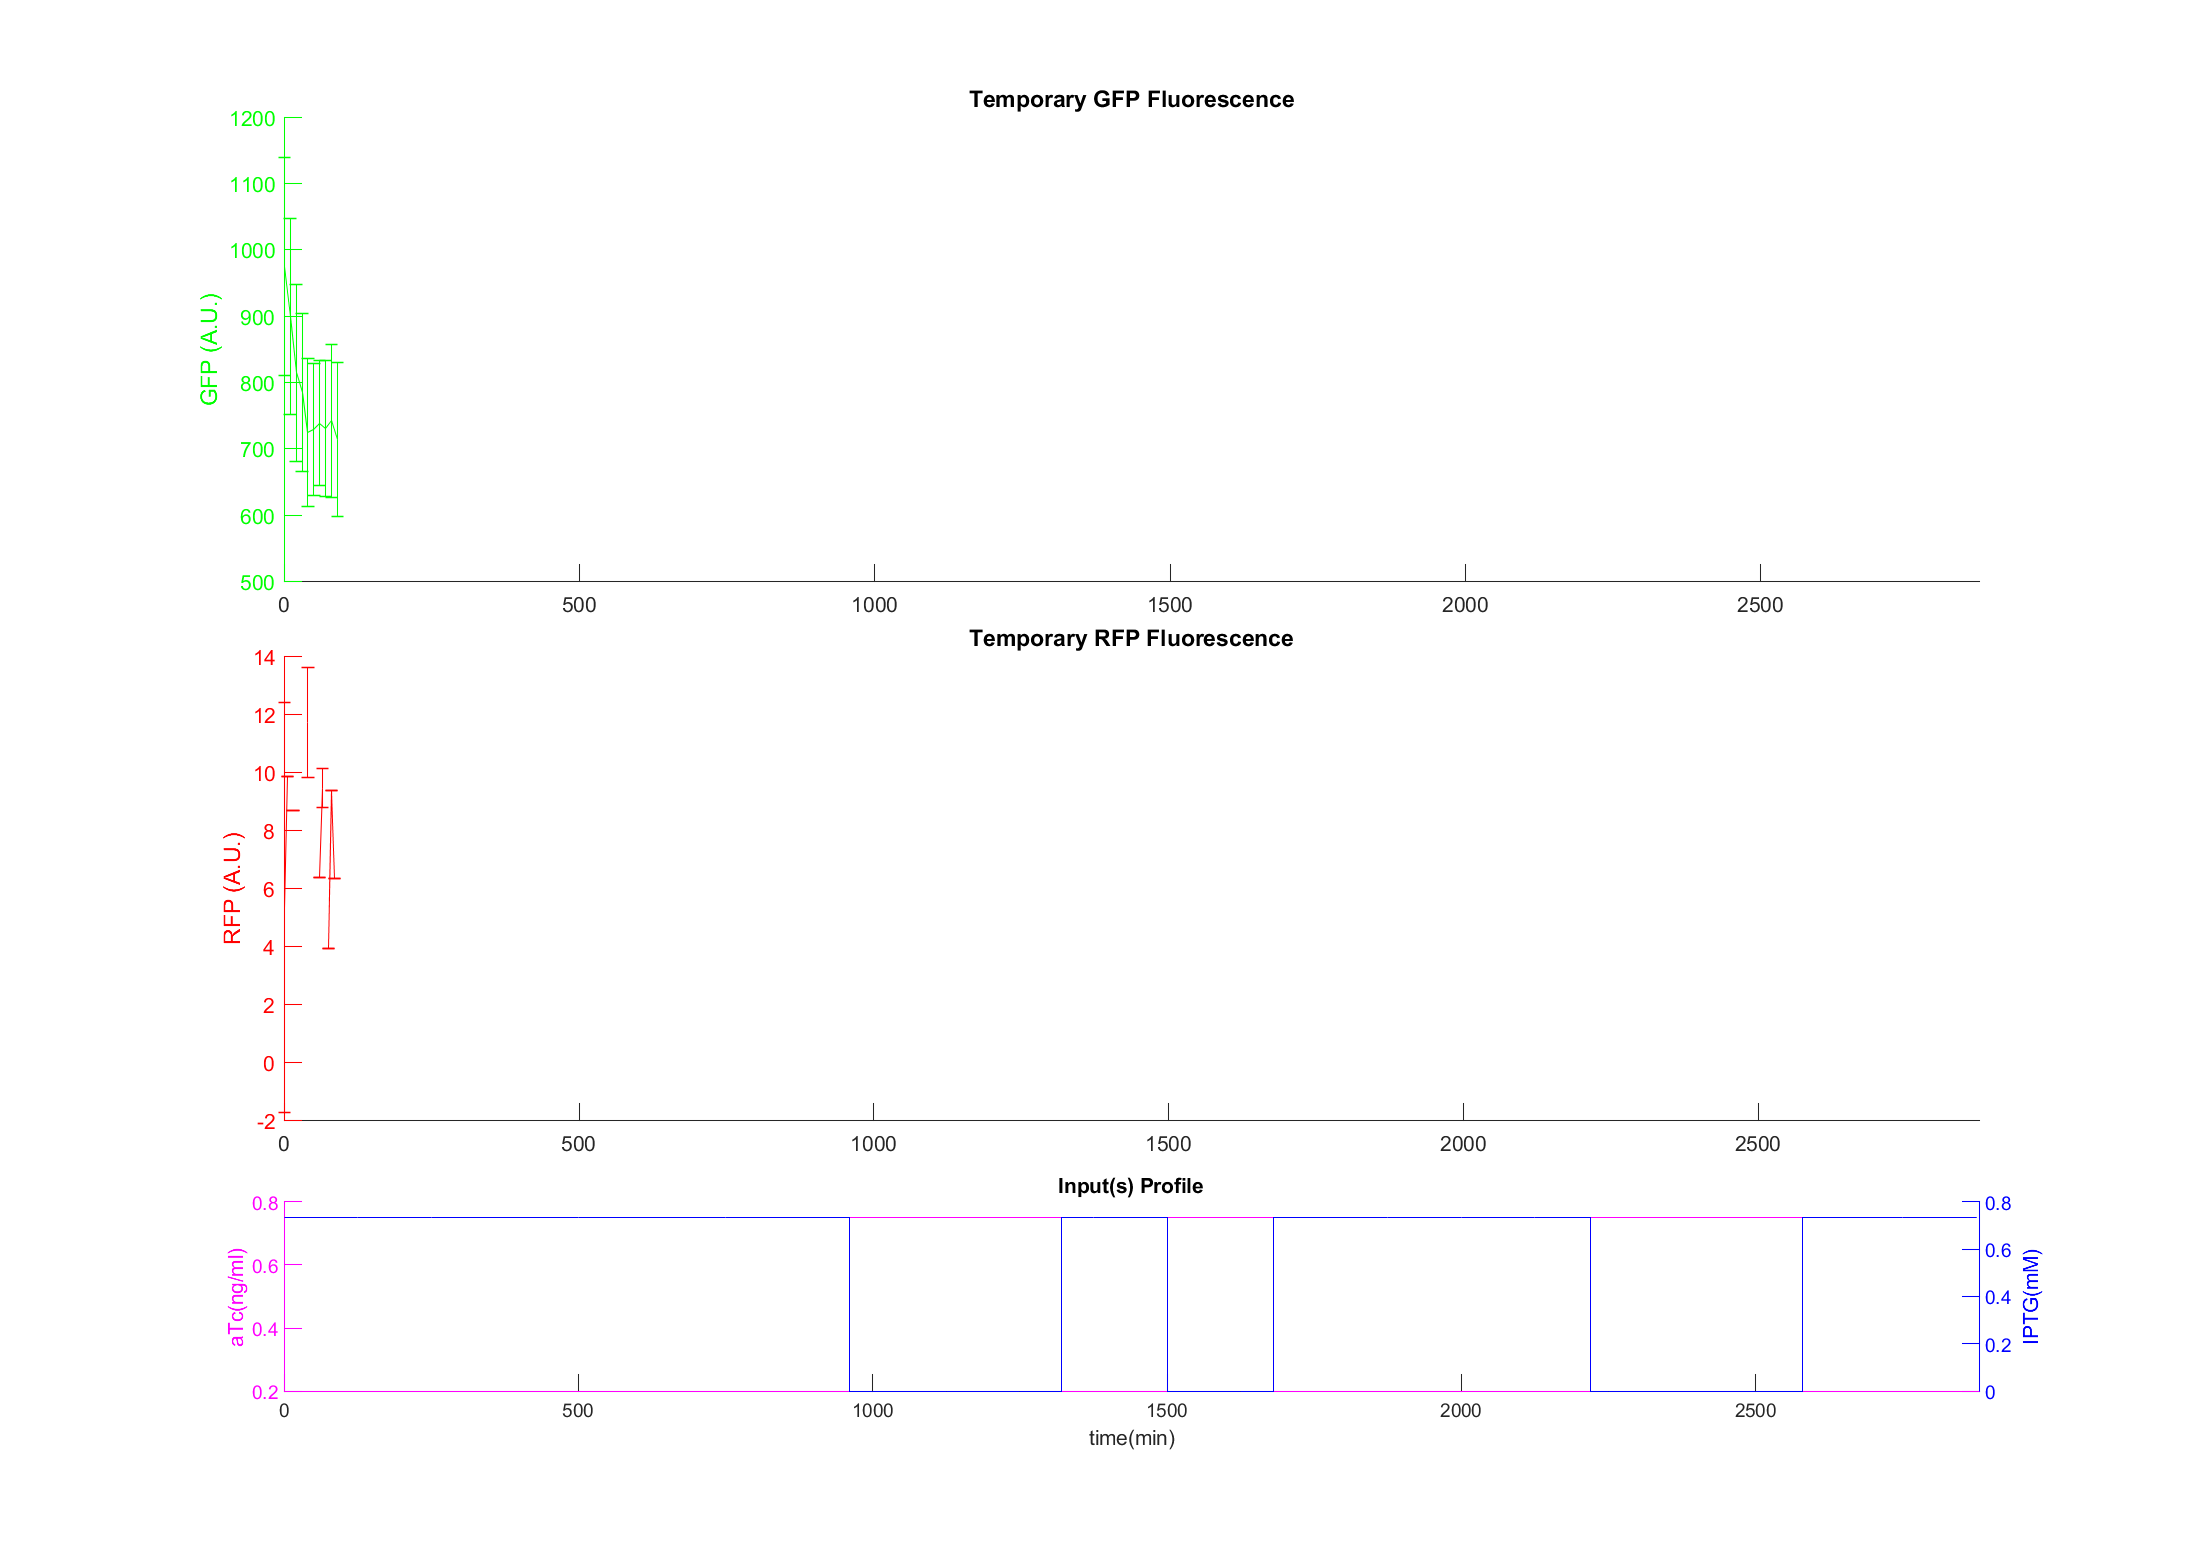 Temporary GFP Fluorescence
1200
1100
1000
900
800
700
600
500
GFP (A.U.)
0 500 1000 1500 2000 2500
Temporary RFP Fluorescence
14
12
10
8
6
4
2
0
-2
RFP (A.U.)
0 500 1000 1500 2000 2500
Input(s) Profile
0.8
0.6
0.4
0.2
aTc(ng/ml)
0.8
0.6
0.4
0.2
0
IPTG(mM)
0 500 1000 1500 2000 2500
time(min)